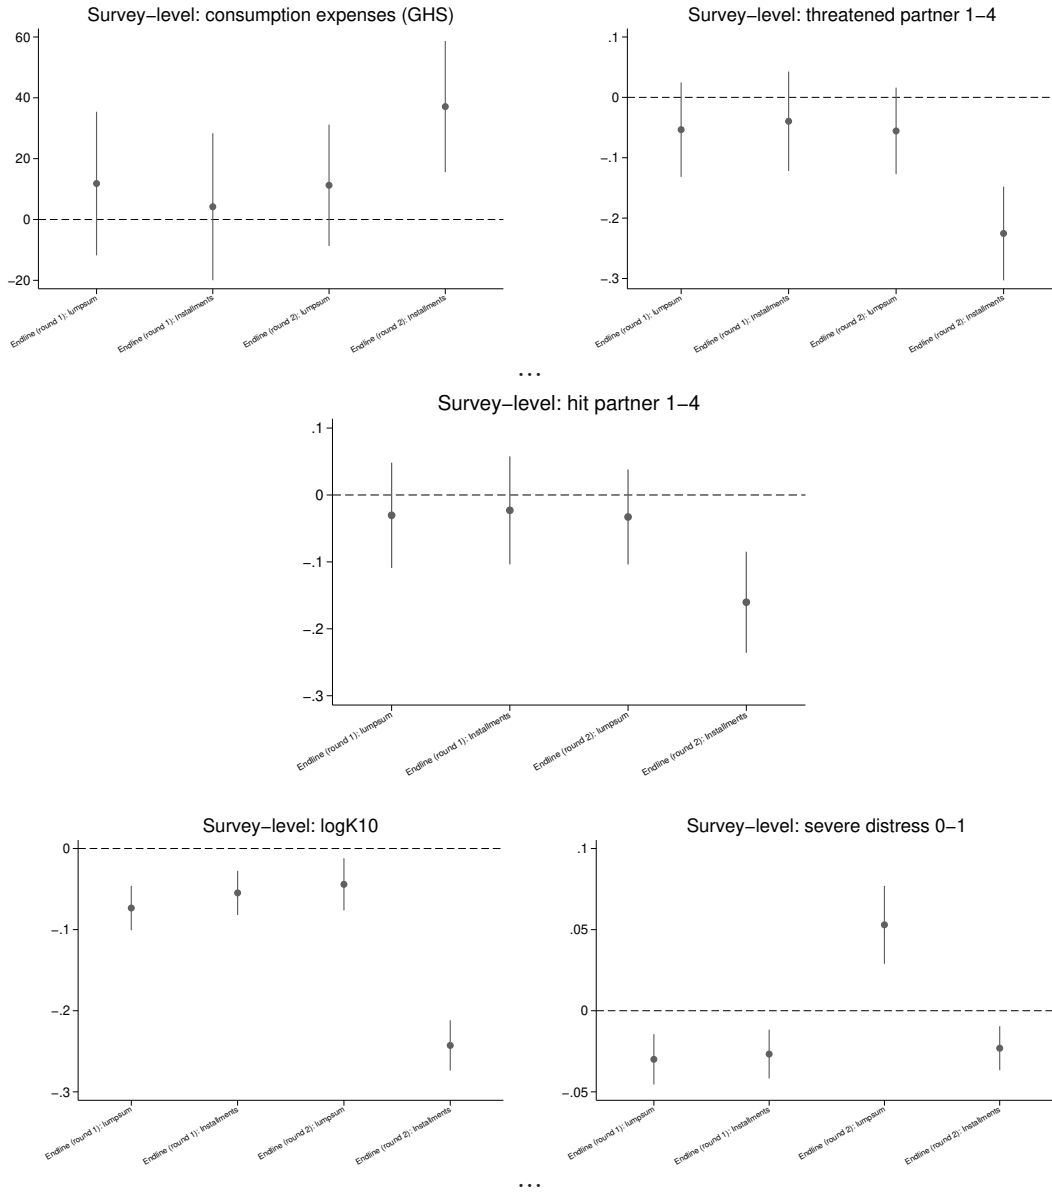 Survey−level: consumption expenses (GHS)
60
40
20
0
−20
Endline (round 1): lumpsum
Endline (round 1): Installments
Endline (round 2): lumpsum
Endline (round 2): Installments
Survey−level: threatened partner 1−4
.1
0
−.1
−.2
−.3
Endline (round 1): lumpsum
Endline (round 1): Installments
Endline (round 2): lumpsum
Endline (round 2): Installments
...
Survey−level: hit partner 1−4
.1
0
−.1
−.2
−.3
Endline (round 1): lumpsum
Endline (round 1): Installments
Endline (round 2): lumpsum
Endline (round 2): Installments
Survey−level: logK10
0
−.1
−.2
−.3
Endline (round 1): lumpsum
Endline (round 1): Installments
Endline (round 2): lumpsum
Endline (round 2): Installments
Survey−level: severe distress 0−1
.1
.05
0
−.05
Endline (round 1): lumpsum
Endline (round 1): Installments
Endline (round 2): lumpsum
Endline (round 2): Installments
...